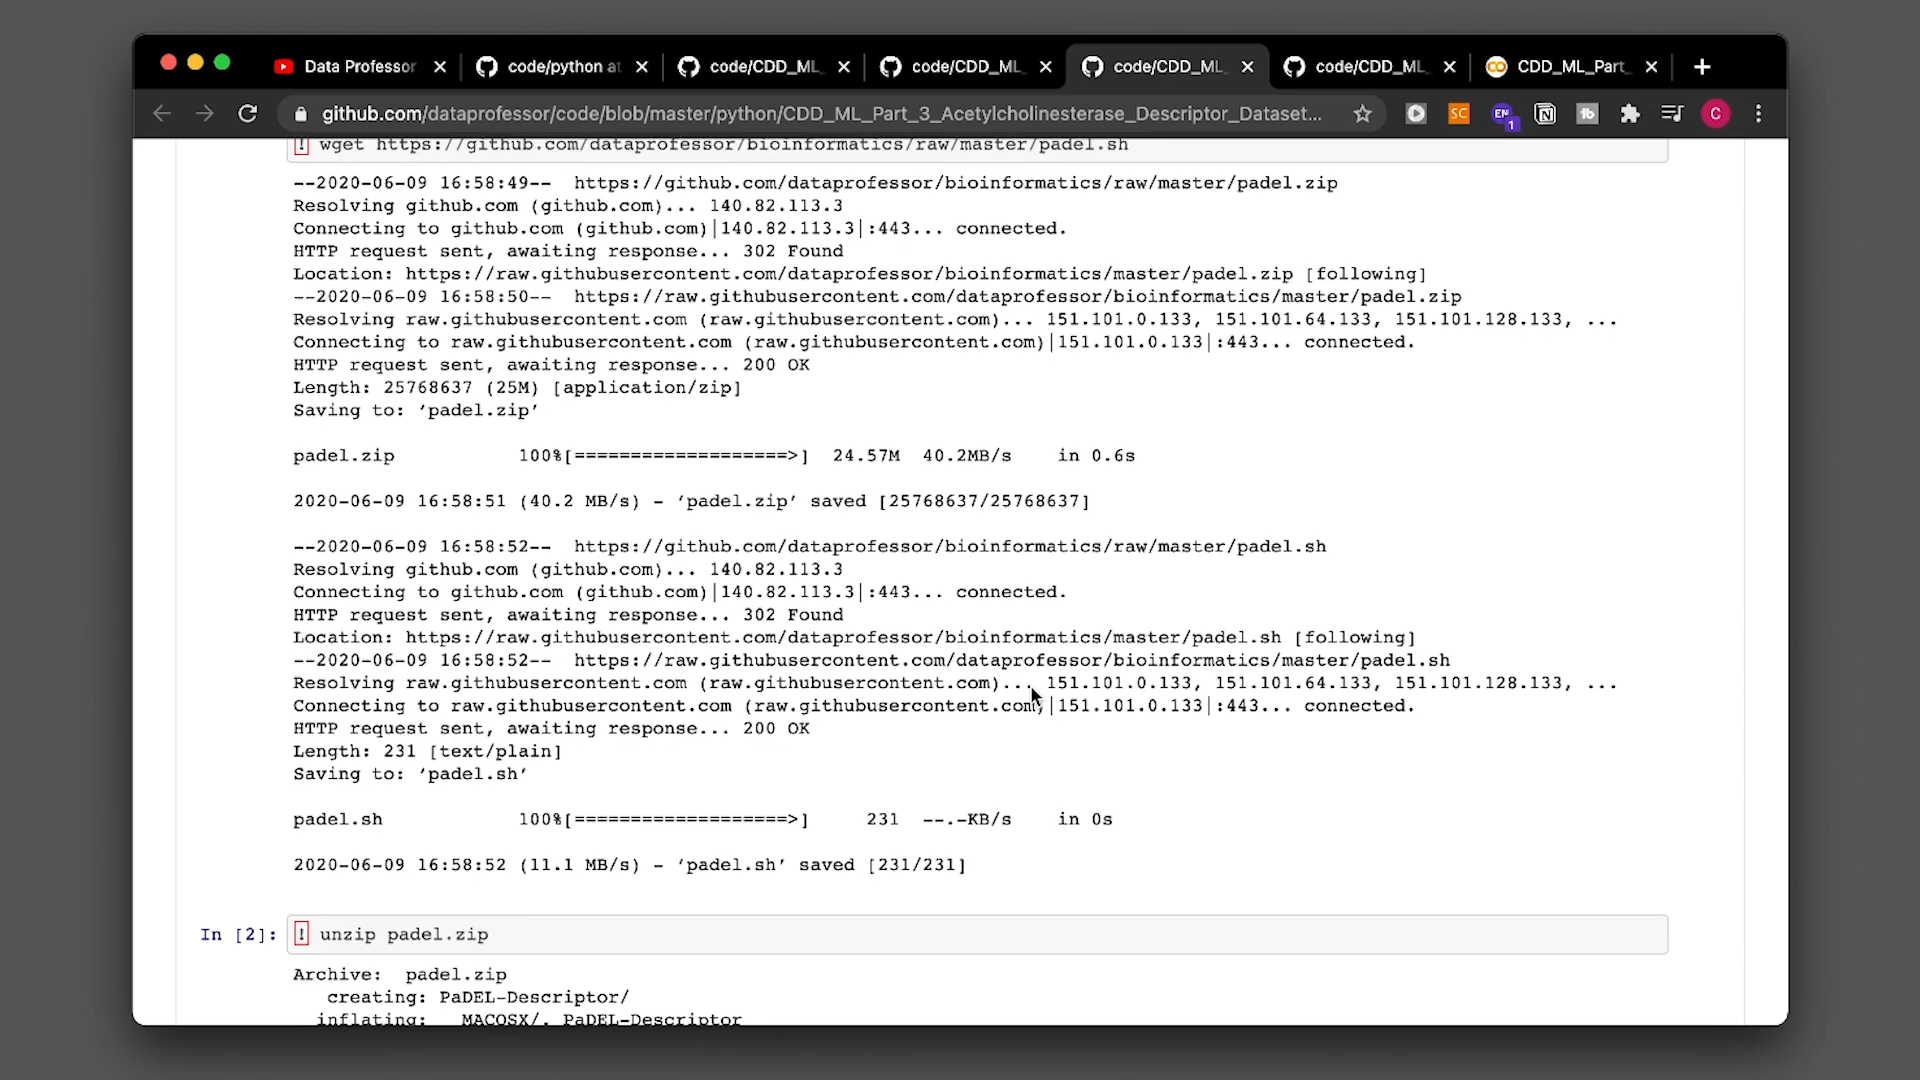 Data Professor
code/python at
code/CDD_ML_
code/CDD_ML_
code/CDD_ML_
code/CDD_ML_
CDD_ML_Part_
github.com/dataprofessor/code/blob/master/python/CDD_ML_Part_3_Acetylcholinesterase_Descriptor_Dataset...
SC
EN
1
tb
C
! wget https://github.com/dataprofessor/bioinformatics/raw/master/padel.sh
--2020-06-09 16:58:49--  https://github.com/dataprofessor/bioinformatics/raw/master/padel.zip
Resolving github.com (github.com)... 140.82.113.3
Connecting to github.com (github.com)|140.82.113.3|:443... connected.
HTTP request sent, awaiting response... 302 Found
Location: https://raw.githubusercontent.com/dataprofessor/bioinformatics/master/padel.zip [following]
--2020-06-09 16:58:50--  https://raw.githubusercontent.com/dataprofessor/bioinformatics/master/padel.zip
Resolving raw.githubusercontent.com (raw.githubusercontent.com)... 151.101.0.133, 151.101.64.133, 151.101.128.133, ...
Connecting to raw.githubusercontent.com (raw.githubusercontent.com)|151.101.0.133|:443... connected.
HTTP request sent, awaiting response... 200 OK
Length: 25768637 (25M) [application/zip]
Saving to: ‘padel.zip’
padel.zip           100%[===================>]  24.57M  40.2MB/s    in 0.6s
2020-06-09 16:58:51 (40.2 MB/s) - ‘padel.zip’ saved [25768637/25768637]
--2020-06-09 16:58:52--  https://github.com/dataprofessor/bioinformatics/raw/master/padel.sh
Resolving github.com (github.com)... 140.82.113.3
Connecting to github.com (github.com)|140.82.113.3|:443... connected.
HTTP request sent, awaiting response... 302 Found
Location: https://raw.githubusercontent.com/dataprofessor/bioinformatics/master/padel.sh [following]
--2020-06-09 16:58:52--  https://raw.githubusercontent.com/dataprofessor/bioinformatics/master/padel.sh
Resolving raw.githubusercontent.com (raw.githubusercontent.com)... 151.101.0.133, 151.101.64.133, 151.101.128.133, ...
Connecting to raw.githubusercontent.com (raw.githubusercontent.com)|151.101.0.133|:443... connected.
HTTP request sent, awaiting response... 200 OK
Length: 231 [text/plain]
Saving to: ‘padel.sh’
padel.sh            100%[===================>]     231  --.-KB/s    in 0s
2020-06-09 16:58:52 (11.1 MB/s) - ‘padel.sh’ saved [231/231]
In [2]: ! unzip padel.zip
Archive:  padel.zip
creating: PaDEL-Descriptor/
inflating: __MACOSX/._PaDEL-Descriptor